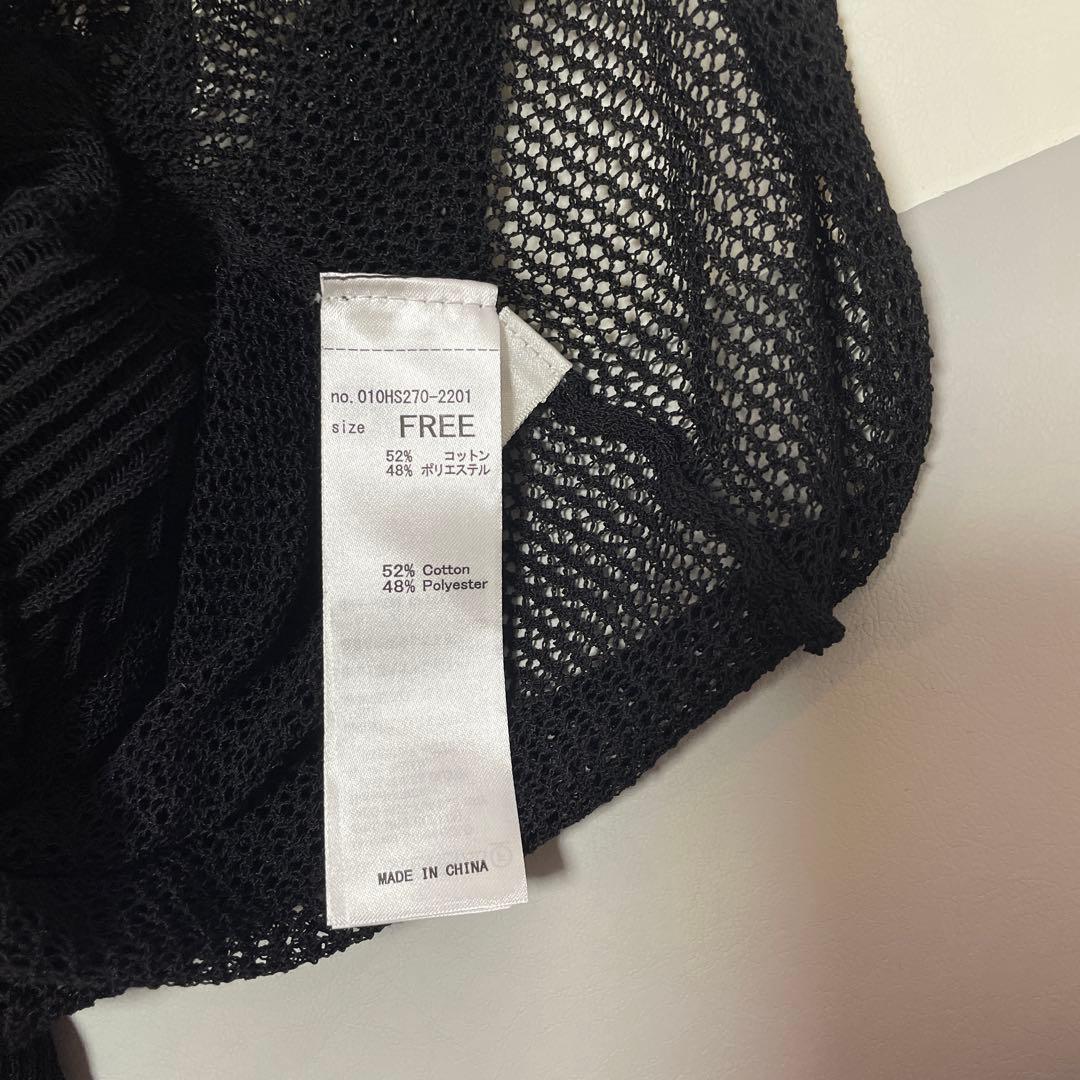 no. 010HS270-2201
size FREE
52% コットン
48% ポリエステル
52% Cotton
48% Polyester
MADE IN CHINA